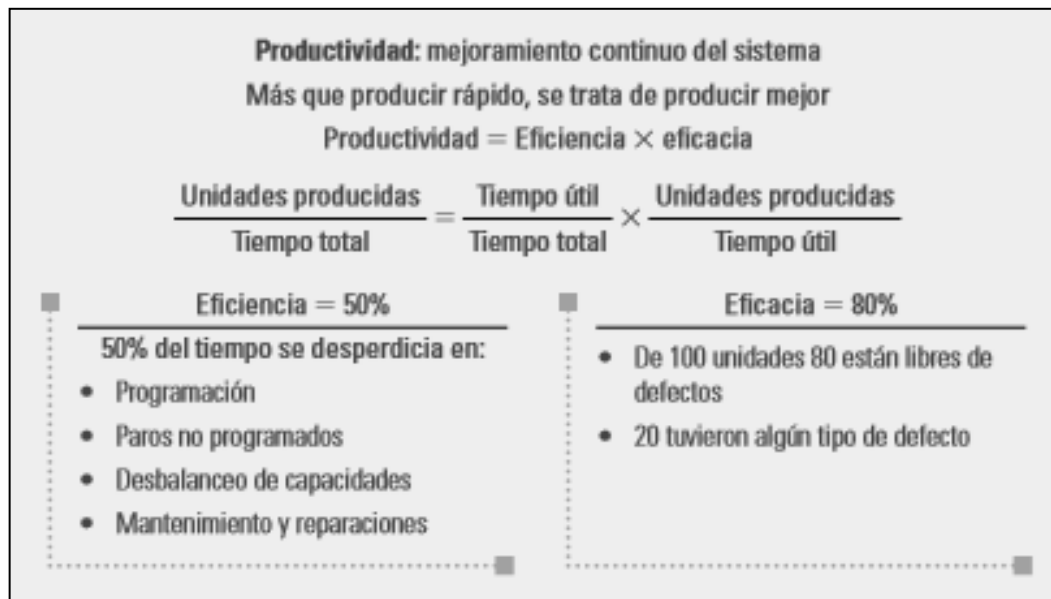 Productividad: mejoramiento continuo del sistema
Más que producir rápido, se trata de producir mejor
Productividad = Eficiencia × eficacia
Unidades producidas / Tiempo total = Tiempo útil / Tiempo total × Unidades producidas / Tiempo útil
Eficiencia = 50%
50% del tiempo se desperdicia en:
• Programación
• Paros no programados
• Desbalanceo de capacidades
• Mantenimiento y reparaciones
Eficacia = 80%
• De 100 unidades 80 están libres de
defectos
• 20 tuvieron algún tipo de defecto